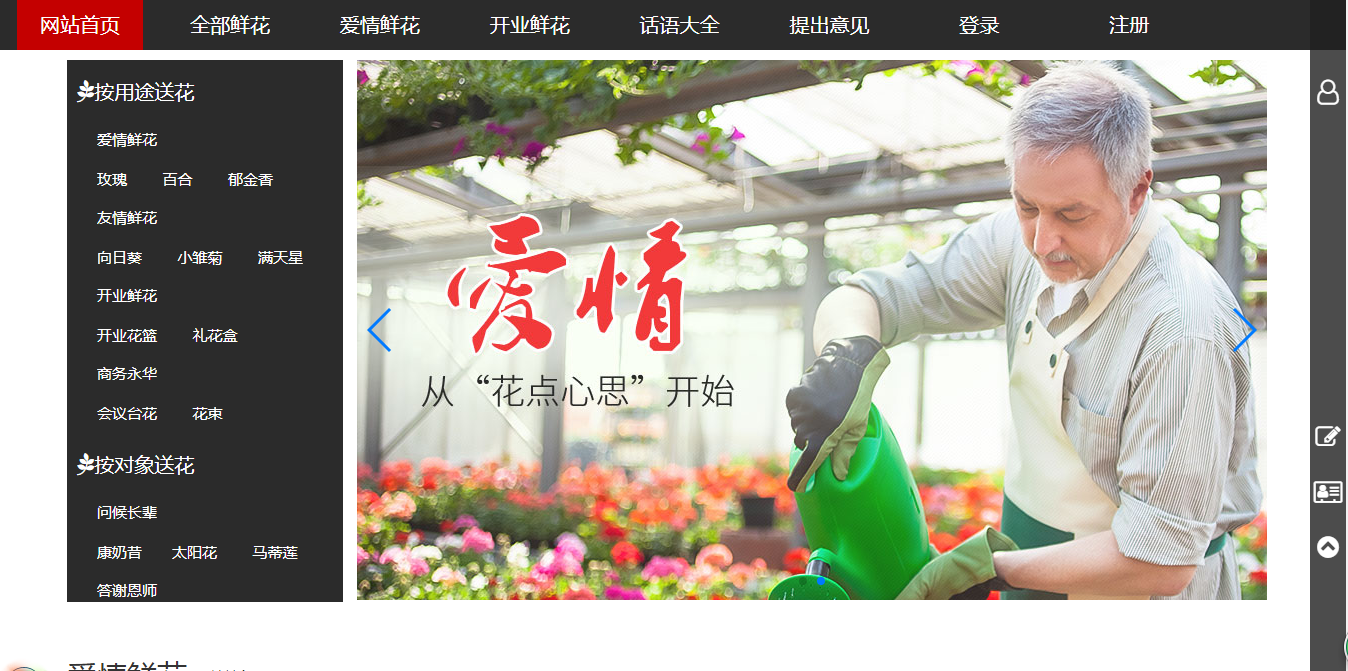 网站首页 全部鲜花 爱情鲜花 开业鲜花 话语大全 提出意见 登录 注册
按用途送花
爱情鲜花
玫瑰 百合 郁金香
友情鲜花
向日葵 小雏菊 满天星
开业鲜花
开业花篮 礼花盒
商务永华
会议台花 花束
按对象送花
问候长辈
康奶昔 太阳花 马蒂莲
答谢恩师
爱情
从“花点心思”开始
爱情鲜花